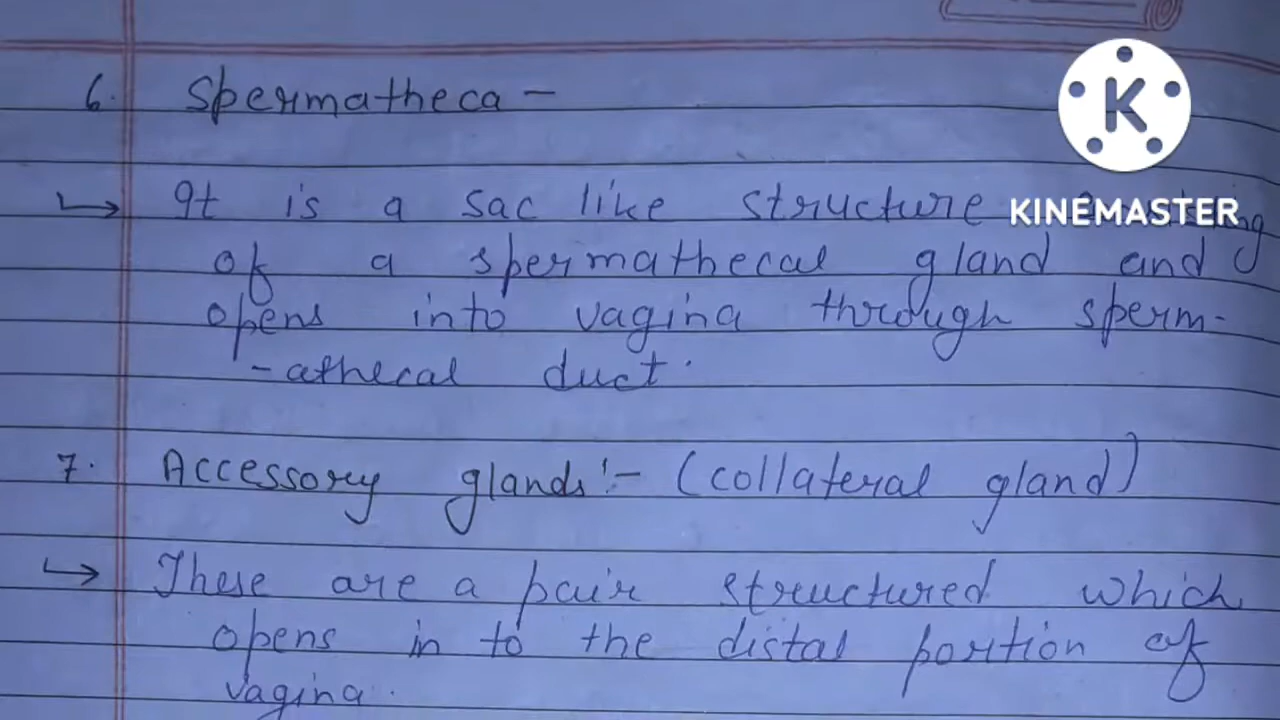 6. Spermatheca -
↳ It is a sac like structure
KINEMASTER
of a spermathecal gland and
opens into vagina through sperm-
-athecal duct.
7. Accessory glands :- (collateral gland)
↳ These are a pair structured which
opens in to the distal portion of
vagina.